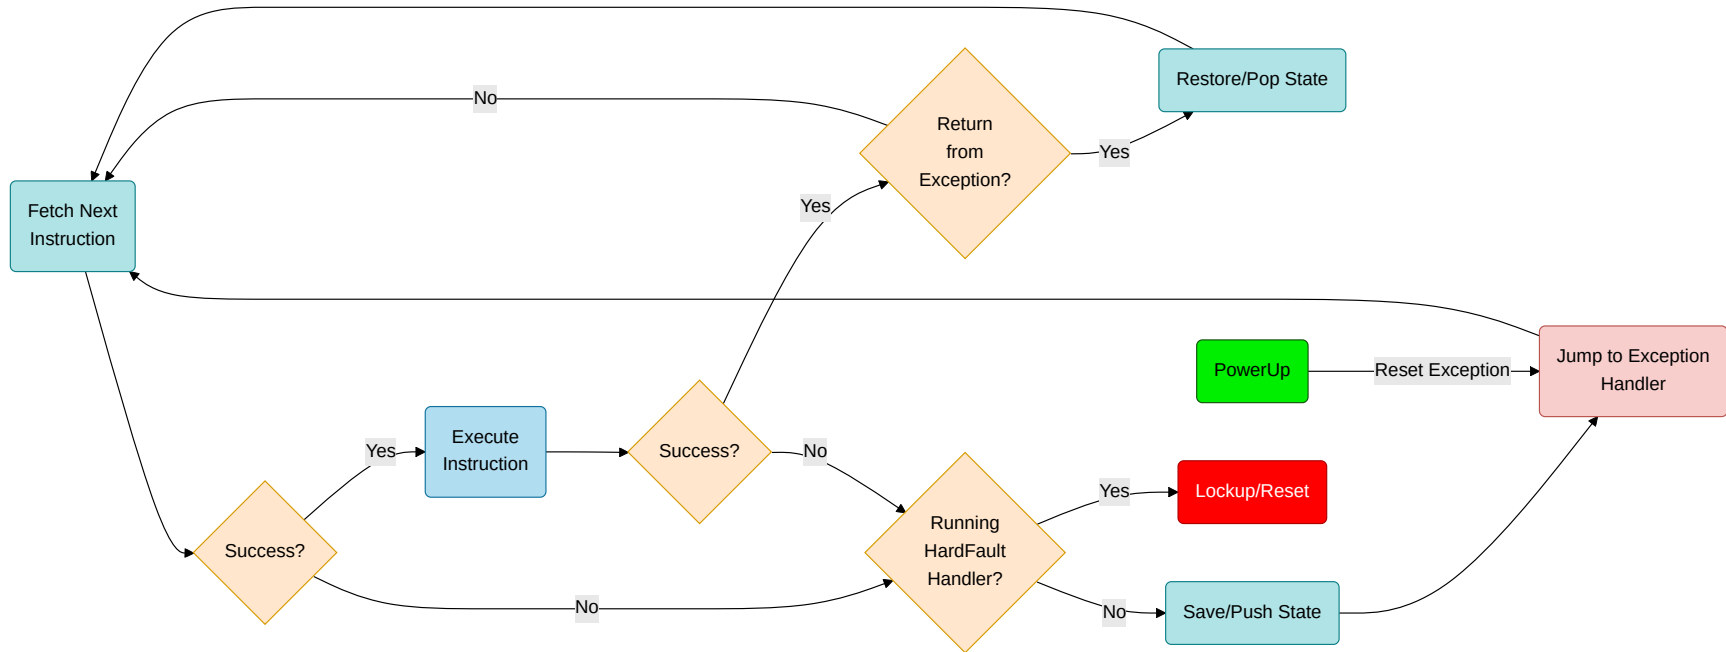 Restore/Pop State
No
Return
from
Exception?
Yes
Yes
Fetch Next
Instruction
PowerUp
Reset Exception
Jump to Exception
Handler
Yes
Execute
Instruction
Success?
No
Success?
No
Running
HardFault
Handler?
Yes
Lockup/Reset
No
Save/Push State